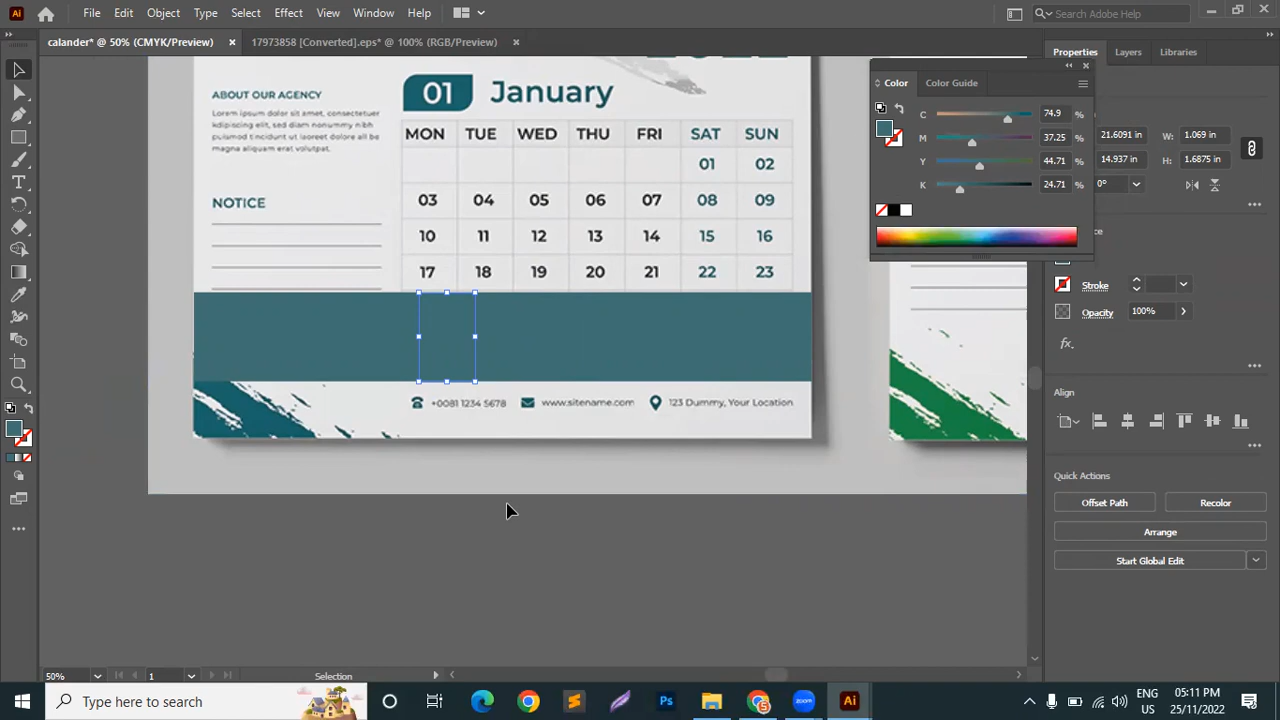 File Edit Object Type Select Effect View Window Help
Search Adobe Help
calander* @ 50% (CMYK/Preview) × 17973858 [Converted].eps* @ 100% (RGB/Preview) ×
Properties Layers Libraries
Color Color Guide
C 74.9 %
M 37.25 %
Y 44.71 %
K 24.71 %
21.6091 in W: 1.089 in
14.937 in H: 1.6875 in
0°
Stroke
Opacity 100%
fx.
Align
Quick Actions
Offset Path Recolor
Arrange
Start Global Edit
ABOUT OUR AGENCY
Lorem ipsum dolor sit amet, consectetuer
kdipiscing elit, sed diam nonummy nibh
euismod tincidunt ut laoreet dolore
magna aliquam erat volutpat.
NOTICE
01 January
MON TUE WED THU FRI SAT SUN
01 02
03 04 05 06 07 08 09
10 11 12 13 14 15 16
17 18 19 20 21 22 23
+0081 1234 5678 www.sitename.com 123 Dummy, Your Location
50% 1 Selection
Type here to search
ENG 05:11 PM
US 25/11/2022